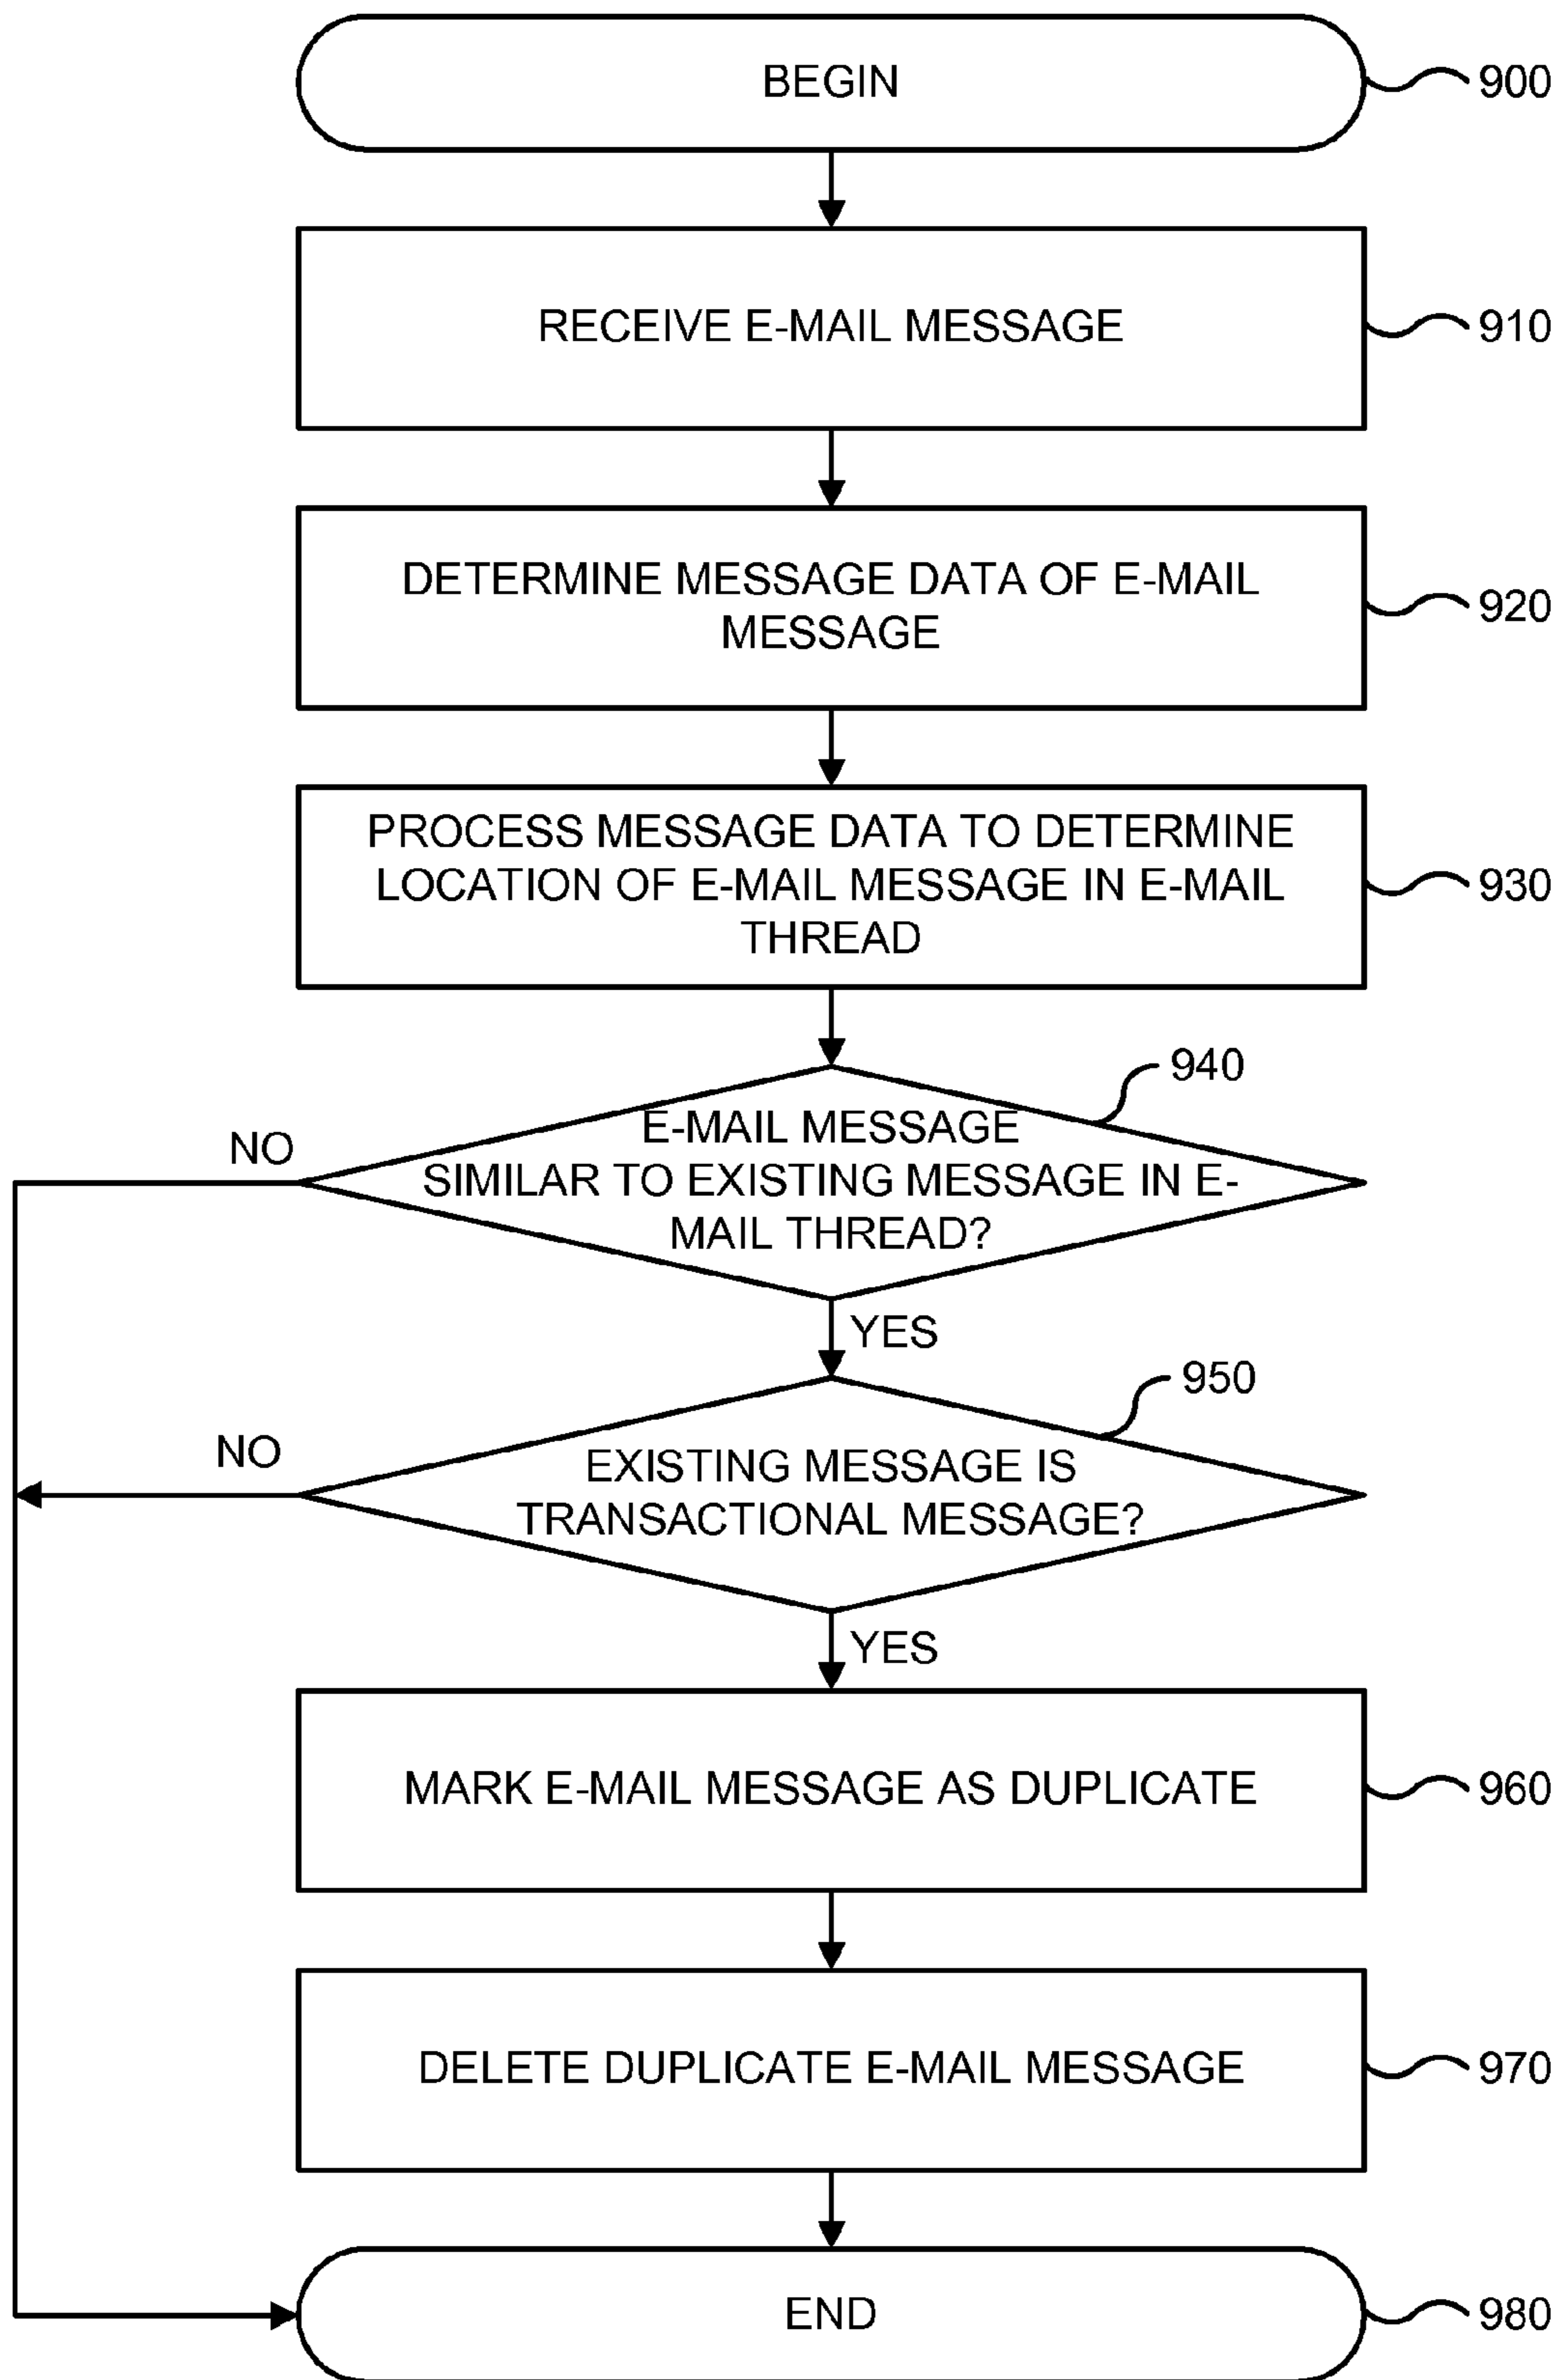 BEGIN
900
RECEIVE E-MAIL MESSAGE
910
DETERMINE MESSAGE DATA OF E-MAIL
MESSAGE
920
PROCESS MESSAGE DATA TO DETERMINE
LOCATION OF E-MAIL MESSAGE IN E-MAIL
THREAD
930
940
E-MAIL MESSAGE
SIMILAR TO EXISTING MESSAGE IN E-
MAIL THREAD?
NO
YES
950
EXISTING MESSAGE IS
TRANSACTIONAL MESSAGE?
NO
YES
MARK E-MAIL MESSAGE AS DUPLICATE
960
DELETE DUPLICATE E-MAIL MESSAGE
970
END
980